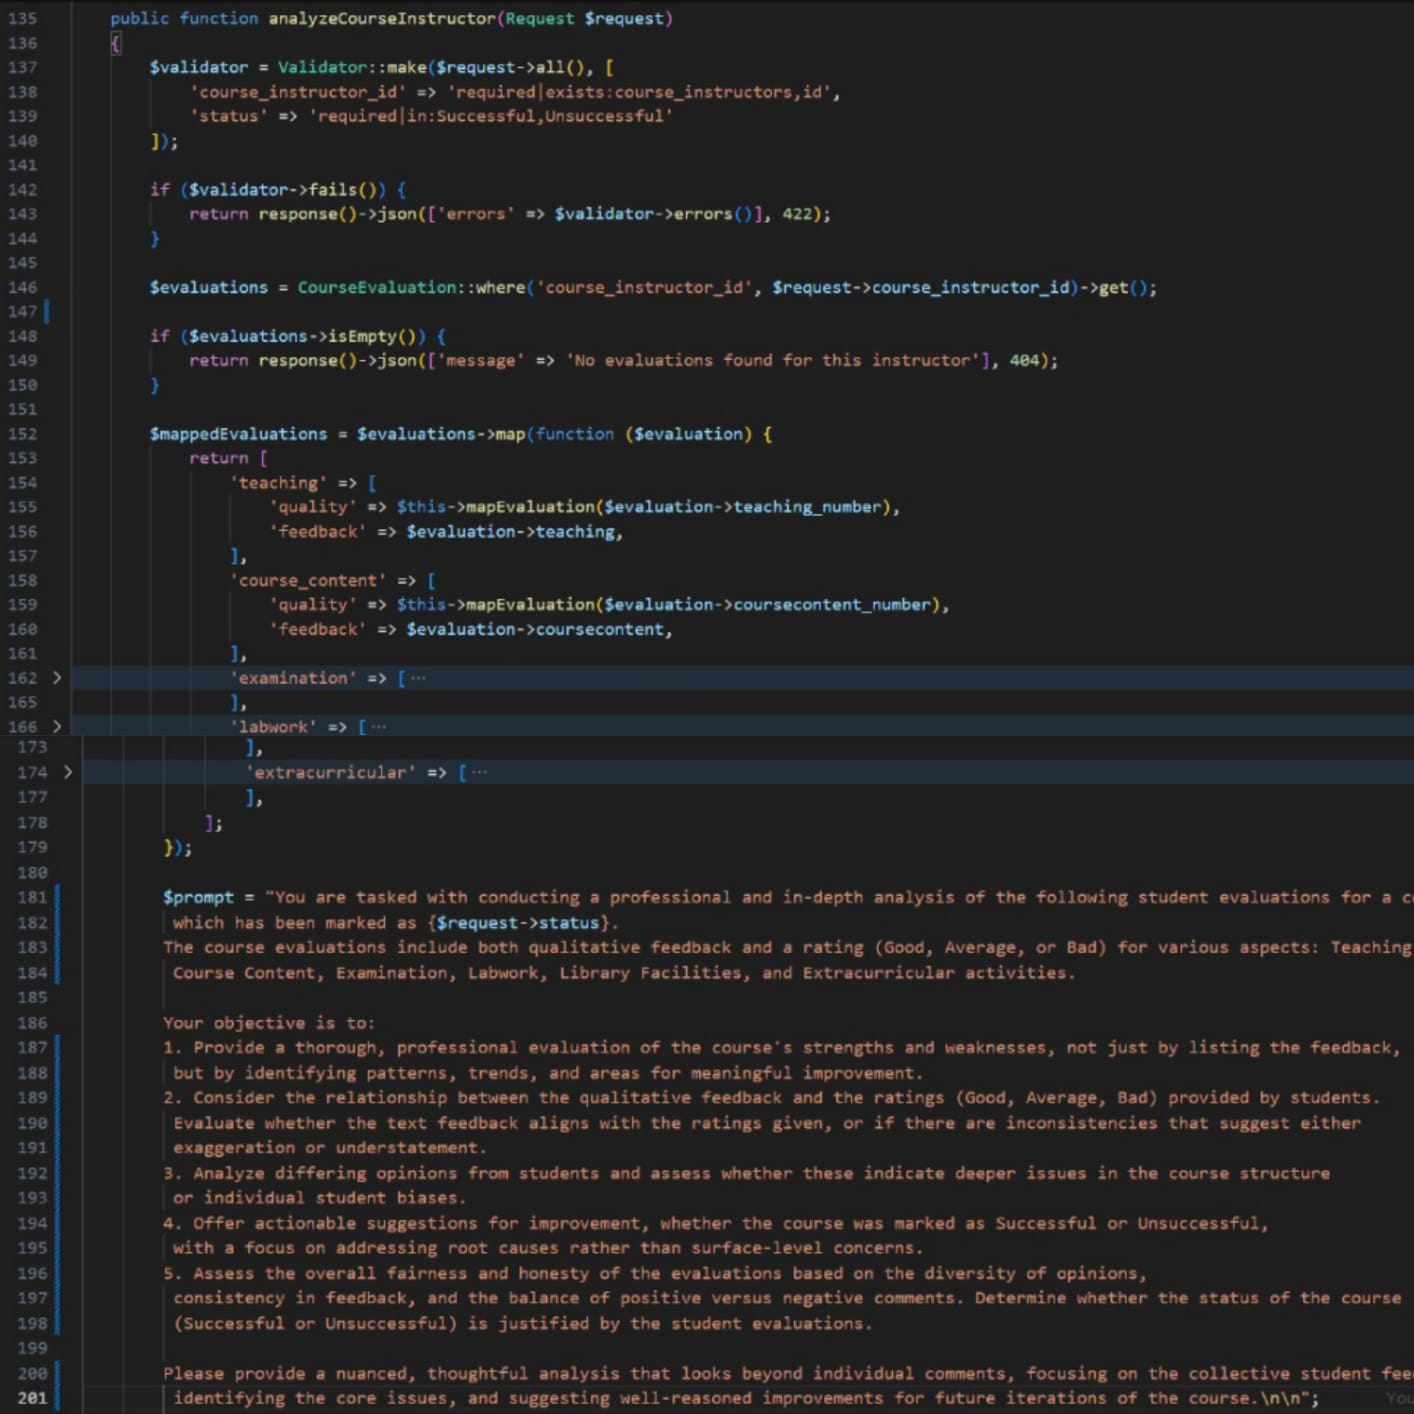 135 public function analyzeCourseInstructor(Request $request)
136 {
137 $validator = Validator::make($request->all(), [
138 'course_instructor_id' => 'required|exists:course_instructors,id',
139 'status' => 'required|in:Successful,Unsuccessful'
140 ]);
141
142 if ($validator->fails()) {
143 return response()->json(['errors' => $validator->errors()], 422);
144 }
145
146 $evaluations = CourseEvaluation::where('course_instructor_id', $request->course_instructor_id)->get();
147
148 if ($evaluations->isEmpty()) {
149 return response()->json(['message' => 'No evaluations found for this instructor'], 404);
150 }
151
152 $mappedEvaluations = $evaluations->map(function ($evaluation) {
153 return [
154 'teaching' => [
155 'quality' => $this->mapEvaluation($evaluation->teaching_number),
156 'feedback' => $evaluation->teaching,
157 ],
158 'course_content' => [
159 'quality' => $this->mapEvaluation($evaluation->coursecontent_number),
160 'feedback' => $evaluation->coursecontent,
161 ],
162 > 'examination' => [ ···
165 ],
166 > 'labwork' => [ ···
173 ],
174 > 'extracurricular' => [ ···
177 ],
178 ];
179 });
180
181 $prompt = "You are tasked with conducting a professional and in-depth analysis of the following student evaluations for a c
182 which has been marked as {$request->status}.
183 The course evaluations include both qualitative feedback and a rating (Good, Average, or Bad) for various aspects: Teaching
184 Course Content, Examination, Labwork, Library Facilities, and Extracurricular activities.
185
186 Your objective is to:
187 1. Provide a thorough, professional evaluation of the course's strengths and weaknesses, not just by listing the feedback,
188 but by identifying patterns, trends, and areas for meaningful improvement.
189 2. Consider the relationship between the qualitative feedback and the ratings (Good, Average, Bad) provided by students.
190 Evaluate whether the text feedback aligns with the ratings given, or if there are inconsistencies that suggest either
191 exaggeration or understatement.
192 3. Analyze differing opinions from students and assess whether these indicate deeper issues in the course structure
193 or individual student biases.
194 4. Offer actionable suggestions for improvement, whether the course was marked as Successful or Unsuccessful,
195 with a focus on addressing root causes rather than surface-level concerns.
196 5. Assess the overall fairness and honesty of the evaluations based on the diversity of opinions,
197 consistency in feedback, and the balance of positive versus negative comments. Determine whether the status of the course
198 (Successful or Unsuccessful) is justified by the student evaluations.
199
200 Please provide a nuanced, thoughtful analysis that looks beyond individual comments, focusing on the collective student fee
201 identifying the core issues, and suggesting well-reasoned improvements for future iterations of the course.\n\n"; You